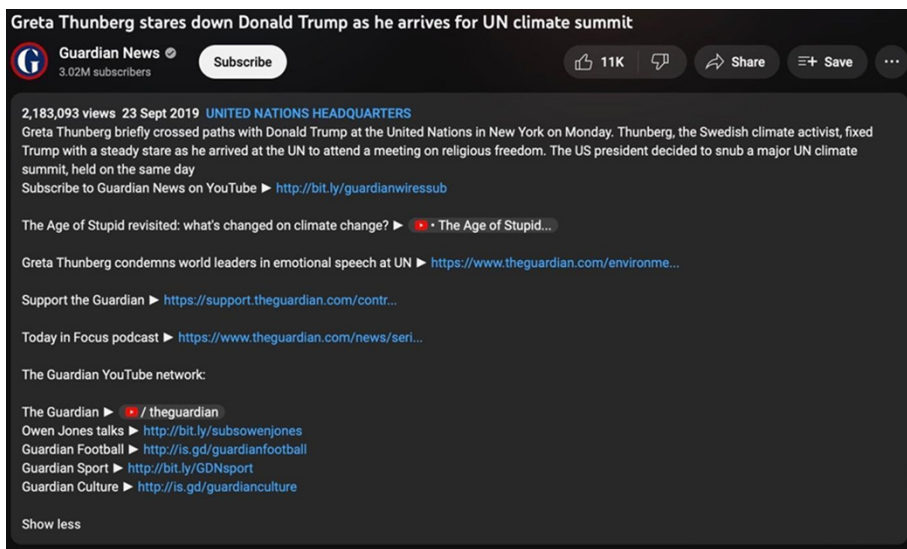 Greta Thunberg stares down Donald Trump as he arrives for UN climate summit
Guardian News
3.02M subscribers
Subscribe
11K
Share
Save
2,183,093 views 23 Sept 2019 UNITED NATIONS HEADQUARTERS
Greta Thunberg briefly crossed paths with Donald Trump at the United Nations in New York on Monday. Thunberg, the Swedish climate activist, fixed
Trump with a steady stare as he arrived at the UN to attend a meeting on religious freedom. The US president decided to snub a major UN climate
summit, held on the same day
Subscribe to Guardian News on YouTube ► http://bit.ly/guardianwiressub
The Age of Stupid revisited: what's changed on climate change? ► • The Age of Stupid...
Greta Thunberg condemns world leaders in emotional speech at UN ► https://www.theguardian.com/environme...
Support the Guardian ► https://support.theguardian.com/contr...
Today in Focus podcast ► https://www.theguardian.com/news/seri...
The Guardian YouTube network:
The Guardian ► / theguardian
Owen Jones talks ► http://bit.ly/subsowenjones
Guardian Football ► http://is.gd/guardianfootball
Guardian Sport ► http://bit.ly/GDNsport
Guardian Culture ► http://is.gd/guardianculture
Show less